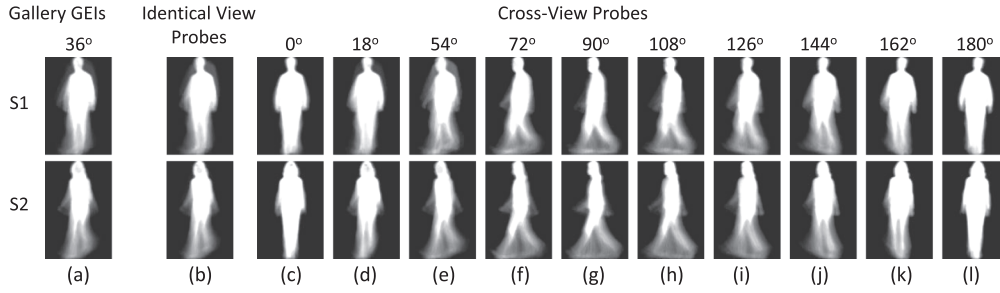 Gallery GEIs Identical View Probes Cross-View Probes
36° 0° 18° 54° 72° 90° 108° 126° 144° 162° 180°
S1
S2
(a) (b) (c) (d) (e) (f) (g) (h) (i) (j) (k) (l)